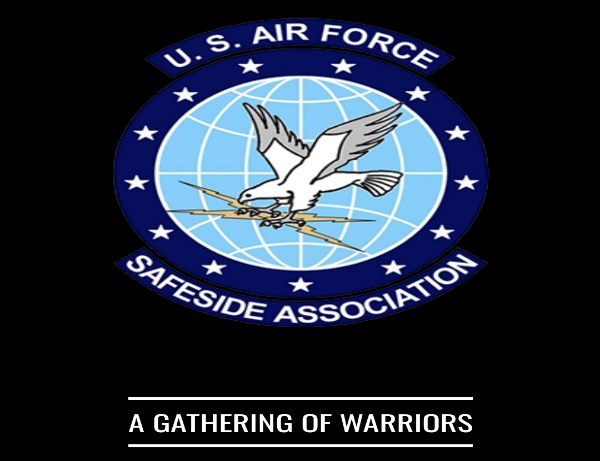 U. S. AIR FORCE
SAFESIDE ASSOCIATION
A GATHERING OF WARRIORS